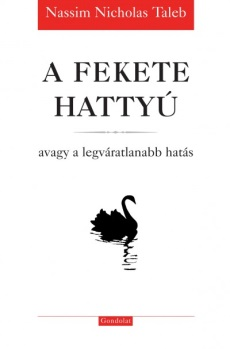 Nassim Nicholas Taleb
A FEKETE
HATTYÚ
avagy a legváratlanabb hatás
Gondolat